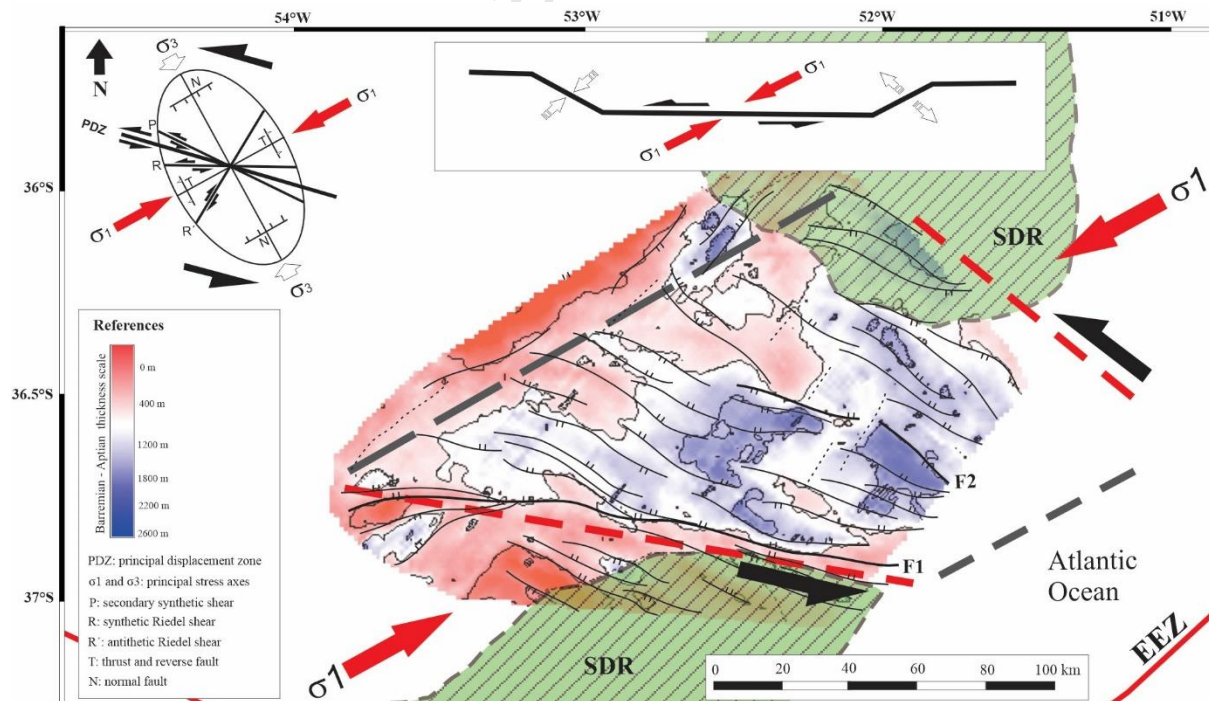 54°W
53°W
52°W
51°W
36°S
36.5°S
37°S
N
σ3
N
σ1
PDZ
P
T
R
T
σ1
R´
N
σ3
σ1
σ1
SDR
σ1
References
Barremian - Aptian thickness scale
0 m
400 m
1200 m
1800 m
2200 m
2600 m
PDZ: principal displacement zone
σ1 and σ3: principal stress axes
P: secondary synthetic shear
R: synthetic Riedel shear
R´: antithetic Riedel shear
T: thrust and reverse fault
N: normal fault
F2
F1
Atlantic
Ocean
σ1
SDR
EEZ
0 20 40 60 80 100 km